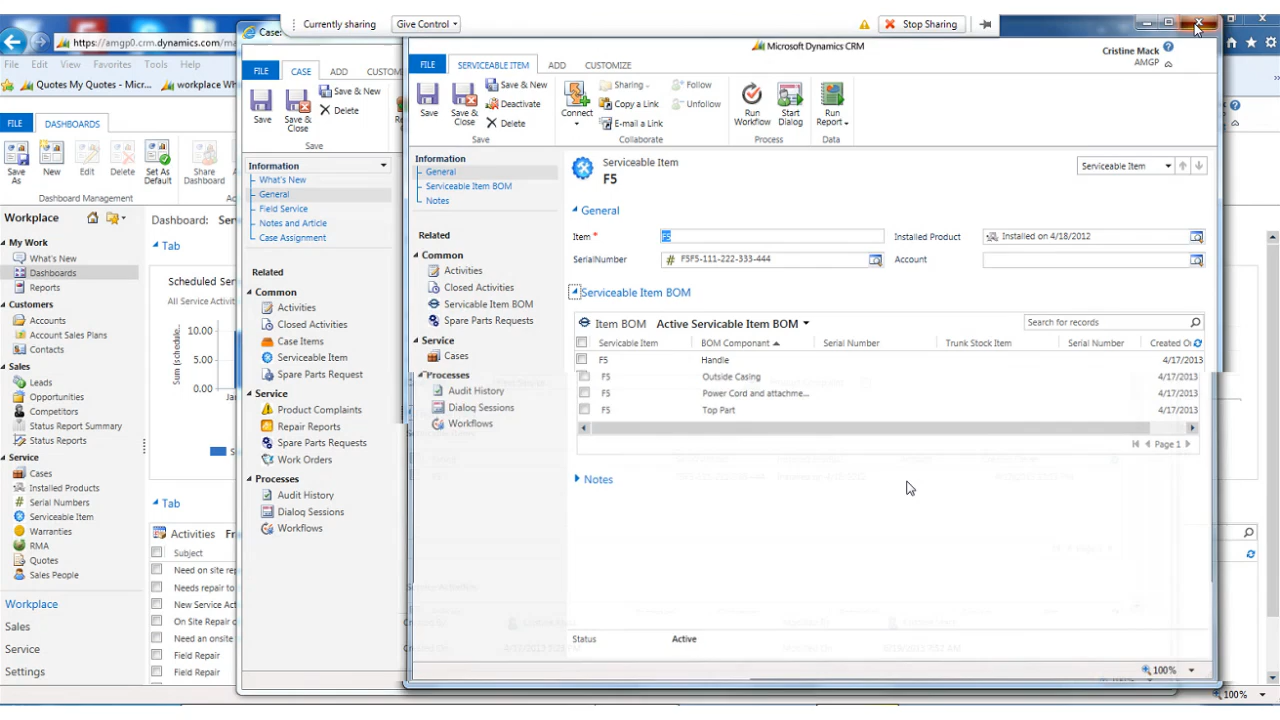 Currently sharing
Give Control
Stop Sharing
https://amgp0.crm.dynamics.com/ma
Case:
File Edit View Favorites Tools Help
Quotes My Quotes - Micr...
workplace Wh
FILE
DASHBOARDS
Save As
New
Edit
Delete
Set As Default
Share Dashboard
Dashboard Management
Workplace
My Work
What's New
Dashboards
Reports
Customers
Accounts
Account Sales Plans
Contacts
Sales
Leads
Opportunities
Competitors
Status Report Summary
Status Reports
Service
Cases
Installed Products
Serial Numbers
Serviceable Item
Warranties
RMA
Quotes
Sales People
Workplace
Sales
Service
Settings
Dashboard: Ser
Tab
Scheduled Serv
All Service Activiti
Sum (schedule..
10.00
5.00
0.00
Ja
S
Tab
Activities Fr
Subject
Need on site rep
Needs repair to
New Service Act
On Site Repair o
Need an onsite
Field Repair
Field Repair
FILE
CASE
ADD
CUSTOM
Save
Save & Close
Save & New
Delete
Save
Information
What's New
General
Field Service
Notes and Article
Case Assignment
Related
Common
Activities
Closed Activities
Case Items
Serviceable Item
Spare Parts Request
Service
Product Complaints
Repair Reports
Spare Parts Requests
Work Orders
Processes
Audit History
Dialog Sessions
Workflows
Microsoft Dynamics CRM
Cristine Mack
AMGP
FILE
SERVICEABLE ITEM
ADD
CUSTOMIZE
Save
Save & Close
Save & New
Deactivate
Delete
Save
Connect
Sharing
Copy a Link
E-mail a Link
Follow
Unfollow
Collaborate
Run Workflow
Start Dialog
Process
Run Report
Data
Information
General
Serviceable Item BOM
Notes
Related
Common
Activities
Closed Activities
Servicable Item BOM
Spare Parts Requests
Service
Cases
Processes
Audit History
Dialog Sessions
Workflows
Serviceable Item
F5
Serviceable Item
General
Item *
F5
Installed Product
Installed on 4/18/2012
SerialNumber
F5F5-111-222-333-444
Account
Serviceable Item BOM
Item BOM Active Servicable Item BOM
Search for records
Servicable Item BOM Componant Serial Number Trunk Stock Item Serial Number Created O
F5 Handle 4/17/2013
F5 Outside Casing 4/17/2013
F5 Power Cord and attachme... 4/17/2013
F5 Top Part 4/17/2013
Page 1
Notes
Status
Active
100%
100%